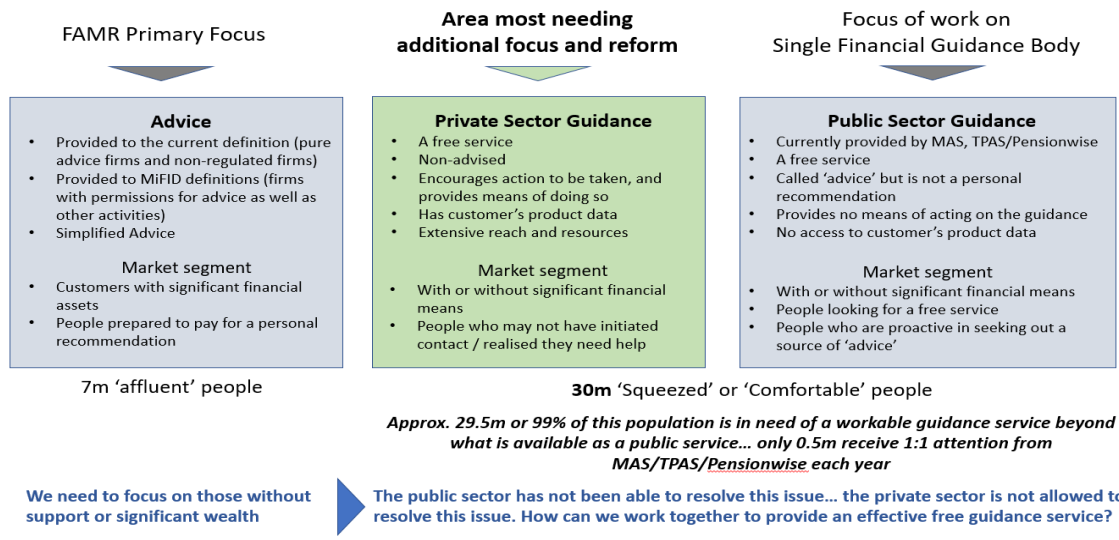 FAMR Primary Focus
Advice
• Provided to the current definition (pure
advice firms and non-regulated firms)
• Provided to MiFID definitions (firms
with permissions for advice as well as
other activities)
• Simplified Advice
Market segment
• Customers with significant financial
assets
• People prepared to pay for a personal
recommendation
7m ‘affluent’ people
Area most needing
additional focus and reform
Private Sector Guidance
• A free service
• Non-advised
• Encourages action to be taken, and
provides means of doing so
• Has customer’s product data
• Extensive reach and resources
Market segment
• With or without significant financial
means
• People who may not have initiated
contact / realised they need help
Focus of work on
Single Financial Guidance Body
Public Sector Guidance
• Currently provided by MAS, TPAS/Pensionwise
• A free service
• Called ‘advice’ but is not a personal
recommendation
• Provides no means of acting on the guidance
• No access to customer’s product data
Market segment
• With or without significant financial means
• People looking for a free service
• People who are proactive in seeking out a
source of ‘advice’
30m ‘Squeezed’ or ‘Comfortable’ people
Approx. 29.5m or 99% of this population is in need of a workable guidance service beyond
what is available as a public service… only 0.5m receive 1:1 attention from
MAS/TPAS/Pensionwise each year
We need to focus on those without
support or significant wealth
The public sector has not been able to resolve this issue… the private sector is not allowed to
resolve this issue. How can we work together to provide an effective free guidance service?